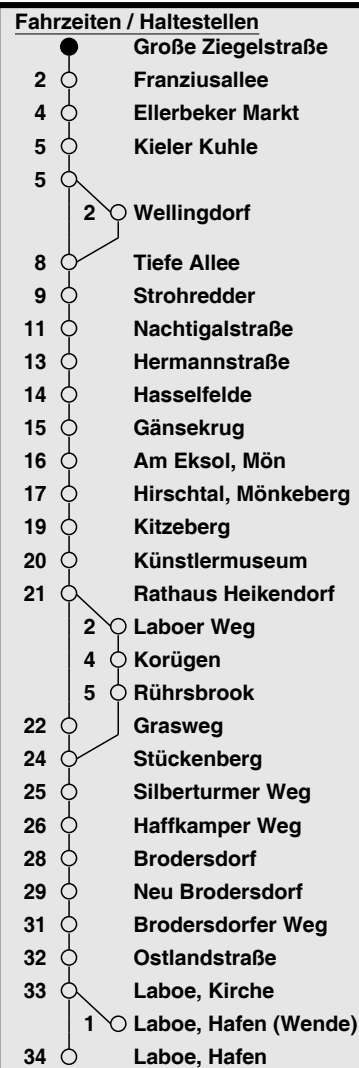 Fahrzeiten / Haltestellen
Große Ziegelstraße
2 Franziusallee
4 Ellerbeker Markt
5 Kieler Kuhle
5
2 Wellingdorf
8 Tiefe Allee
9 Strohredder
11 Nachtigalstraße
13 Hermannstraße
14 Hasselfelde
15 Gänsekrug
16 Am Eksol, Mön
17 Hirschtal, Mönkeberg
19 Kitzeberg
20 Künstlermuseum
21 Rathaus Heikendorf
2 Laboer Weg
4 Korügen
5 Rührsbrook
22 Grasweg
24 Stückenberg
25 Silberturmer Weg
26 Haffkamper Weg
28 Brodersdorf
29 Neu Brodersdorf
31 Brodersdorfer Weg
32 Ostlandstraße
33 Laboe, Kirche
1 Laboe, Hafen (Wende)
34 Laboe, Hafen